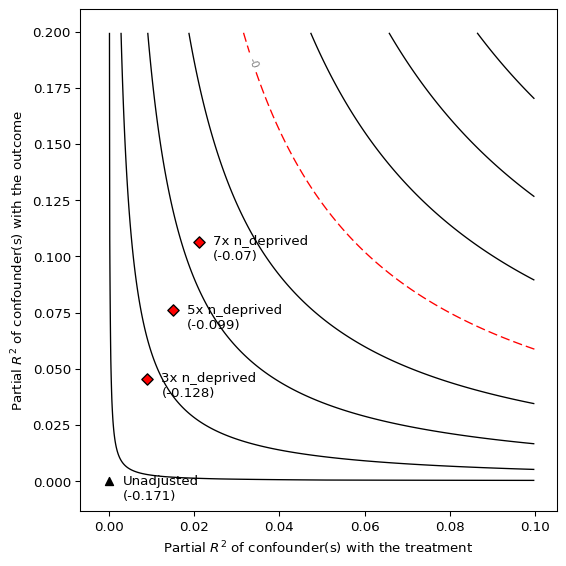 0.200
0.175
0.150
0.125
0.100
0.075
0.050
0.025
0.000
Partial R² of confounder(s) with the outcome
7x n_deprived
(-0.07)
5x n_deprived
(-0.099)
3x n_deprived
(-0.128)
Unadjusted
(-0.171)
0.00 0.02 0.04 0.06 0.08 0.10
Partial R² of confounder(s) with the treatment